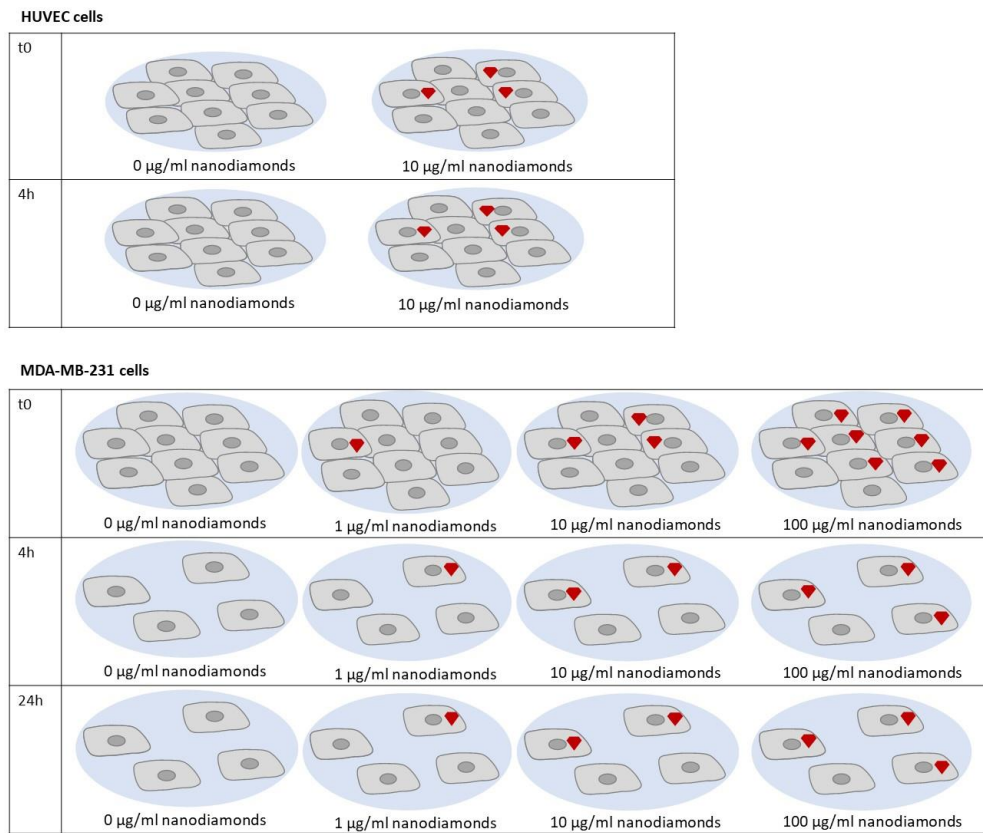 HUVEC cells
t0
0 µg/ml nanodiamonds
10 µg/ml nanodiamonds
4h
0 µg/ml nanodiamonds
10 µg/ml nanodiamonds
MDA-MB-231 cells
t0
0 µg/ml nanodiamonds
1 µg/ml nanodiamonds
10 µg/ml nanodiamonds
100 µg/ml nanodiamonds
4h
0 µg/ml nanodiamonds
1 µg/ml nanodiamonds
10 µg/ml nanodiamonds
100 µg/ml nanodiamonds
24h
0 µg/ml nanodiamonds
1 µg/ml nanodiamonds
10 µg/ml nanodiamonds
100 µg/ml nanodiamonds